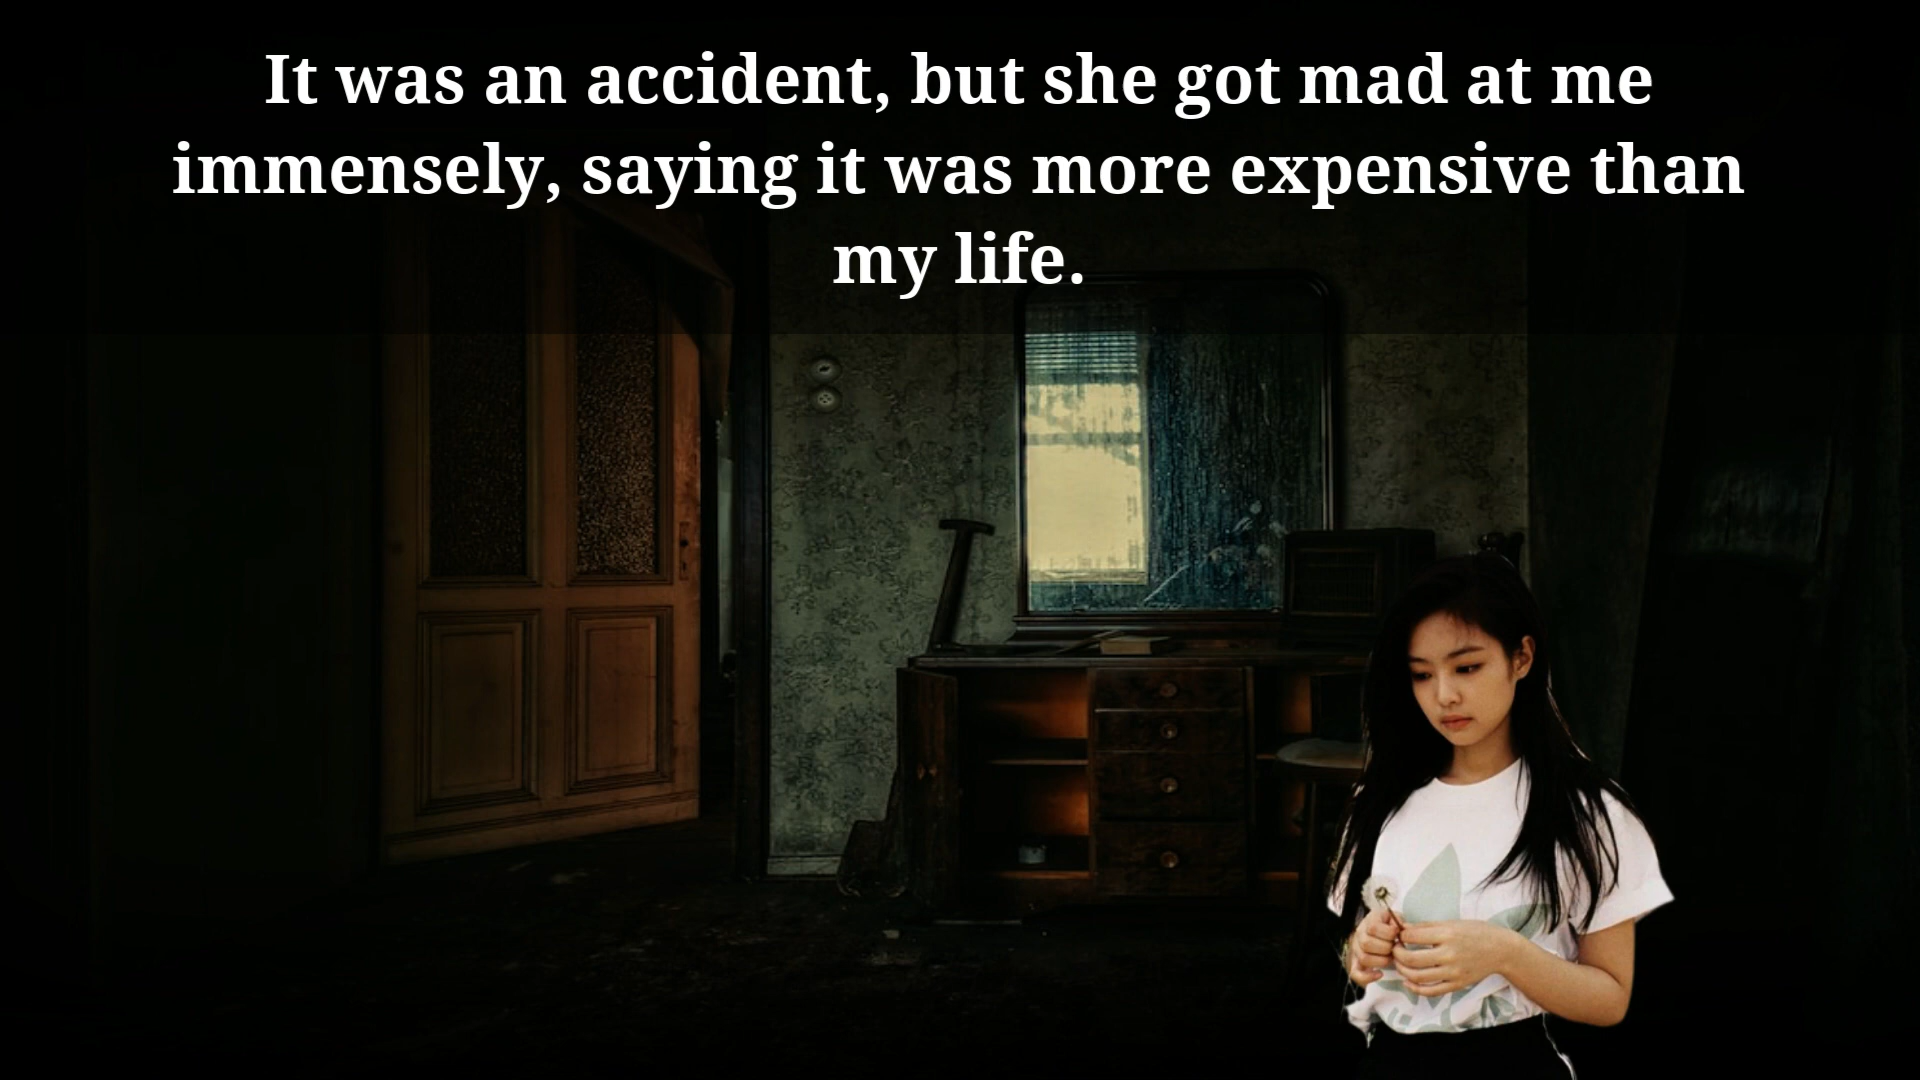 It was an accident, but she got mad at me
immensely, saying it was more expensive than
my life.